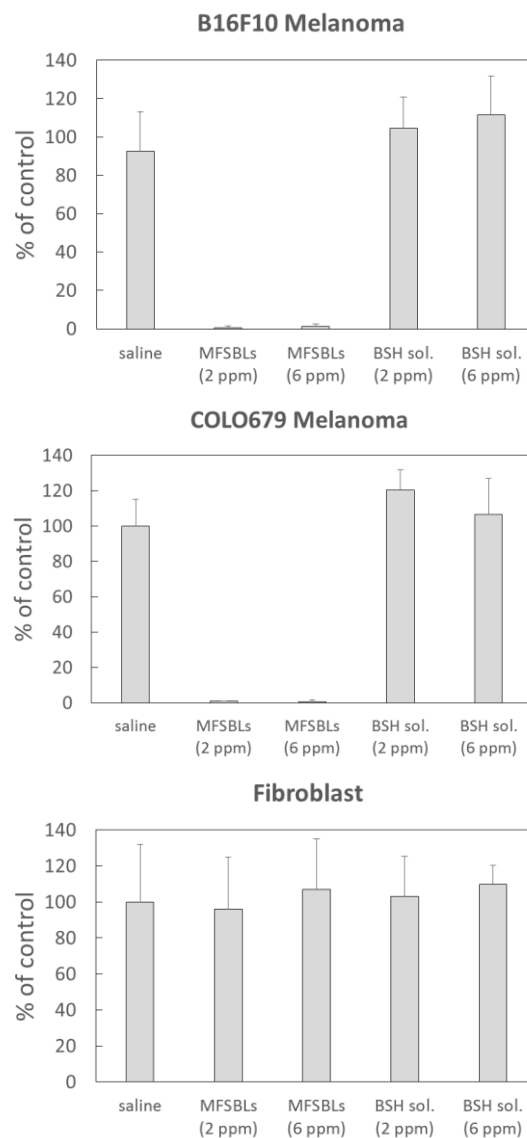 B16F10 Melanoma
% of control
140
120
100
80
60
40
20
0
saline
MFSBLs
(2 ppm)
MFSBLs
(6 ppm)
BSH sol.
(2 ppm)
BSH sol.
(6 ppm)
COLO679 Melanoma
% of control
140
120
100
80
60
40
20
0
saline
MFSBLs
(2 ppm)
MFSBLs
(6 ppm)
BSH sol.
(2 ppm)
BSH sol.
(6 ppm)
Fibroblast
% of control
140
120
100
80
60
40
20
0
saline
MFSBLs
(2 ppm)
MFSBLs
(6 ppm)
BSH sol.
(2 ppm)
BSH sol.
(6 ppm)